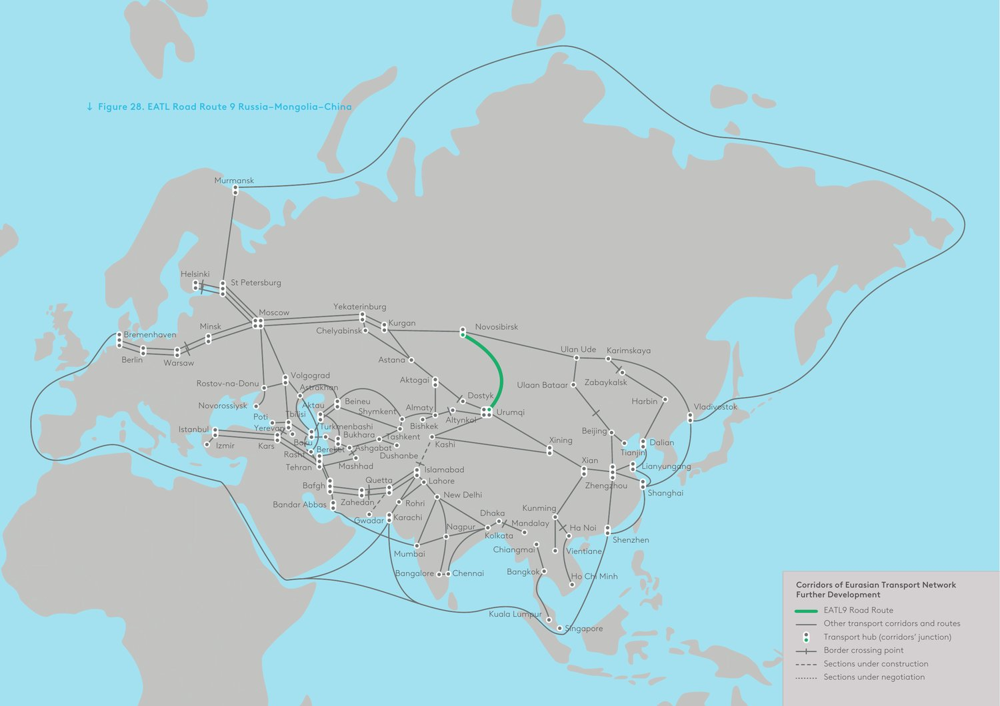 ↓ Figure 28. EATL Road Route 9 Russia–Mongolia–China
Murmansk
Helsinki
St Petersburg
Moscow
Yekaterinburg
Chelyabinsk
Kurgan
Novosibirsk
Minsk
Bremenhaven
Berlin
Warsaw
Astana
Ulan Ude
Karimskaya
Aktogai
Ulaan Bataar
Zabaykalsk
Volgograd
Rostov-na-Donu
Astrakhan
Novorossiysk
Aktau
Beineu
Dostyk
Harbin
Vladivostok
Shymkent
Almaty
Urumqi
Poti
Tbilisi
Altynkol
Istanbul
Yerevan
Turkmenbashi
Bishkek
Beijing
Izmir
Kars
Baku
Bukhara
Tashkent
Kashi
Xining
Tianjin
Dalian
Rasht
Bereket
Ashgabat
Dushanbe
Tehran
Mashhad
Xian
Lianyungang
Islamabad
Bafgh
Quetta
Lahore
Zhengzhou
Shanghai
Bandar Abbas
Zahedan
Rohri
New Delhi
Gwadar
Karachi
Dhaka
Kunming
Nagpur
Kolkata
Mandalay
Ha Noi
Mumbai
Chiangmai
Vientiane
Shenzhen
Bangalore
Chennai
Bangkok
Ho Chi Minh
Kuala Lumpur
Singapore
Corridors of Eurasian Transport Network
Further Development
EATL9 Road Route
Other transport corridors and routes
Transport hub (corridors’ junction)
Border crossing point
Sections under construction
Sections under negotiation